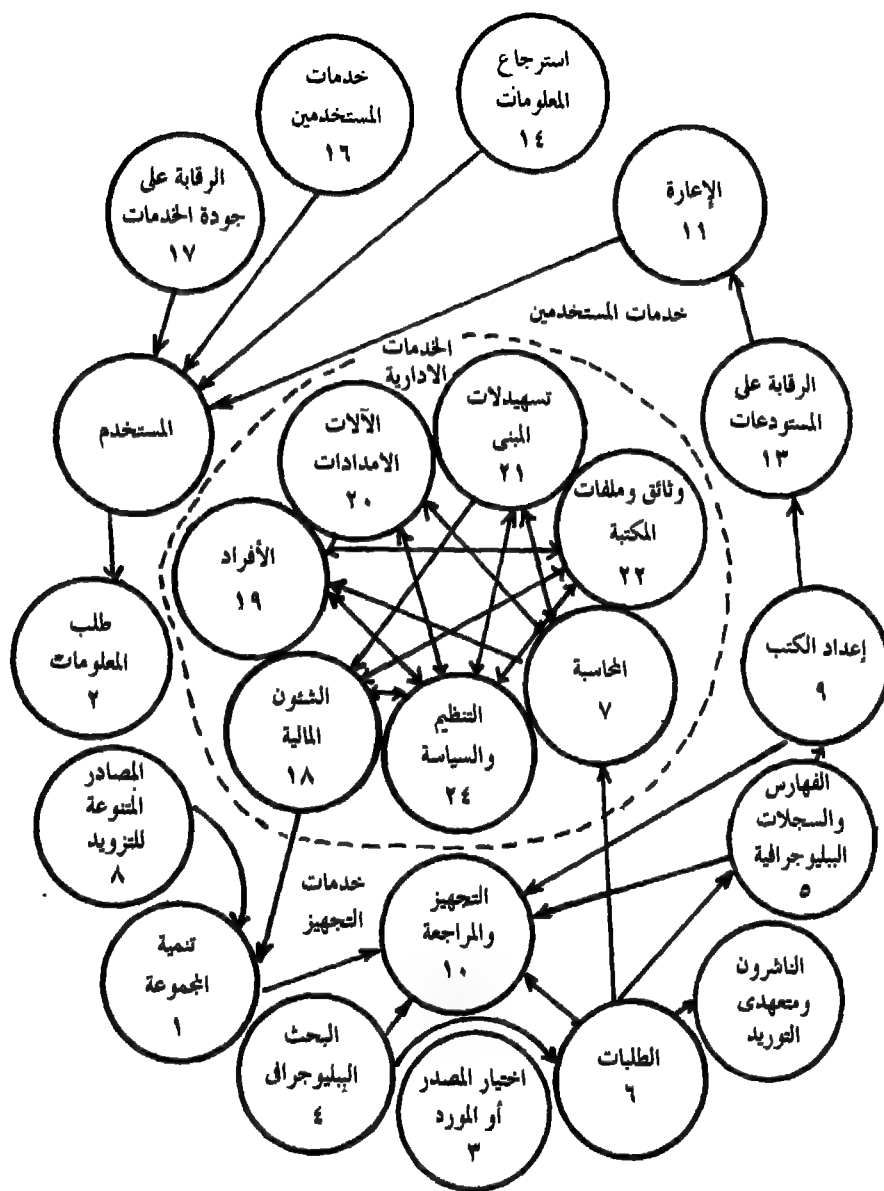 استرجاع
المعلومات
١٤
خدمات
المستخدمين
١٦
الرقابة على
جودة الخدمات
١٧
الإعارة
١١
خدمات المستخدمين
الخدمات
الادارية
الرقابة على
المستودعات
١٣
المستخدم
الآلات
الامدادات
٢٠
تسهيدلات
المبنى
٢١
وثائق وملفات
المكتبة
٢٢
الأفراد
١٩
إعداد الكتب
٩
طلب
المعلومات
٢
المحاسبة
٧
الشئون
المالية
١٨
التنظيم
والسياسة
٢٤
المصادر
المتنوعة
للتزويد
٨
الفهارس
والسجلات
الببليوجرافية
٥
خدمات
التجهيز
التجهيز
والمراجعة
١٠
تنمية
المجموعة
١
الناشرون
ومتعهدى
التوريد
البحث
الببليوجرافى
٤
اختيار المصدر
أو المورد
٣
الطلبات
٦